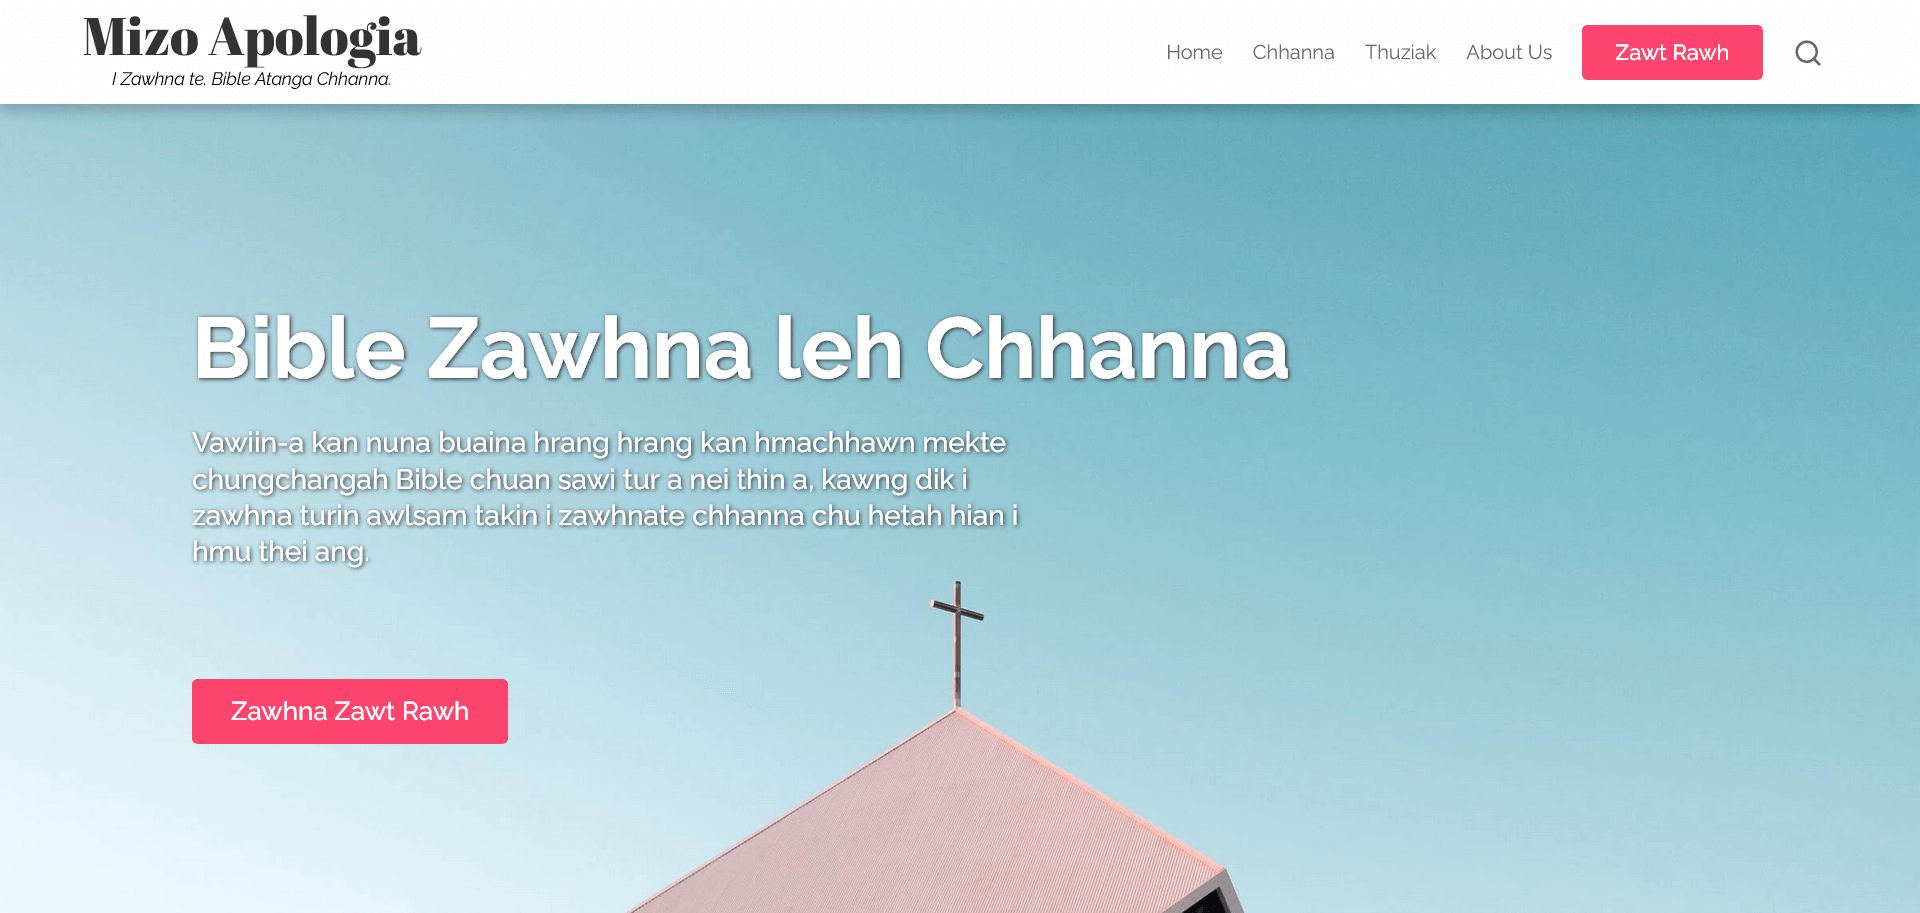 Mizo Apologia
I Zawhna te. Bible Atanga Chhanna.
Home
Chhanna
Thuziak
About Us
Zawt Rawh
Bible Zawhna leh Chhanna
Vawiin-a kan nuna buaina hrang hrang kan hmachhawn mekte
chungchangah Bible chuan sawi tur a nei thin a, kawng dik i
zawhna turin awlsam takin i zawhnate chhanna chu hetah hian i
hmu thei ang.
Zawhna Zawt Rawh